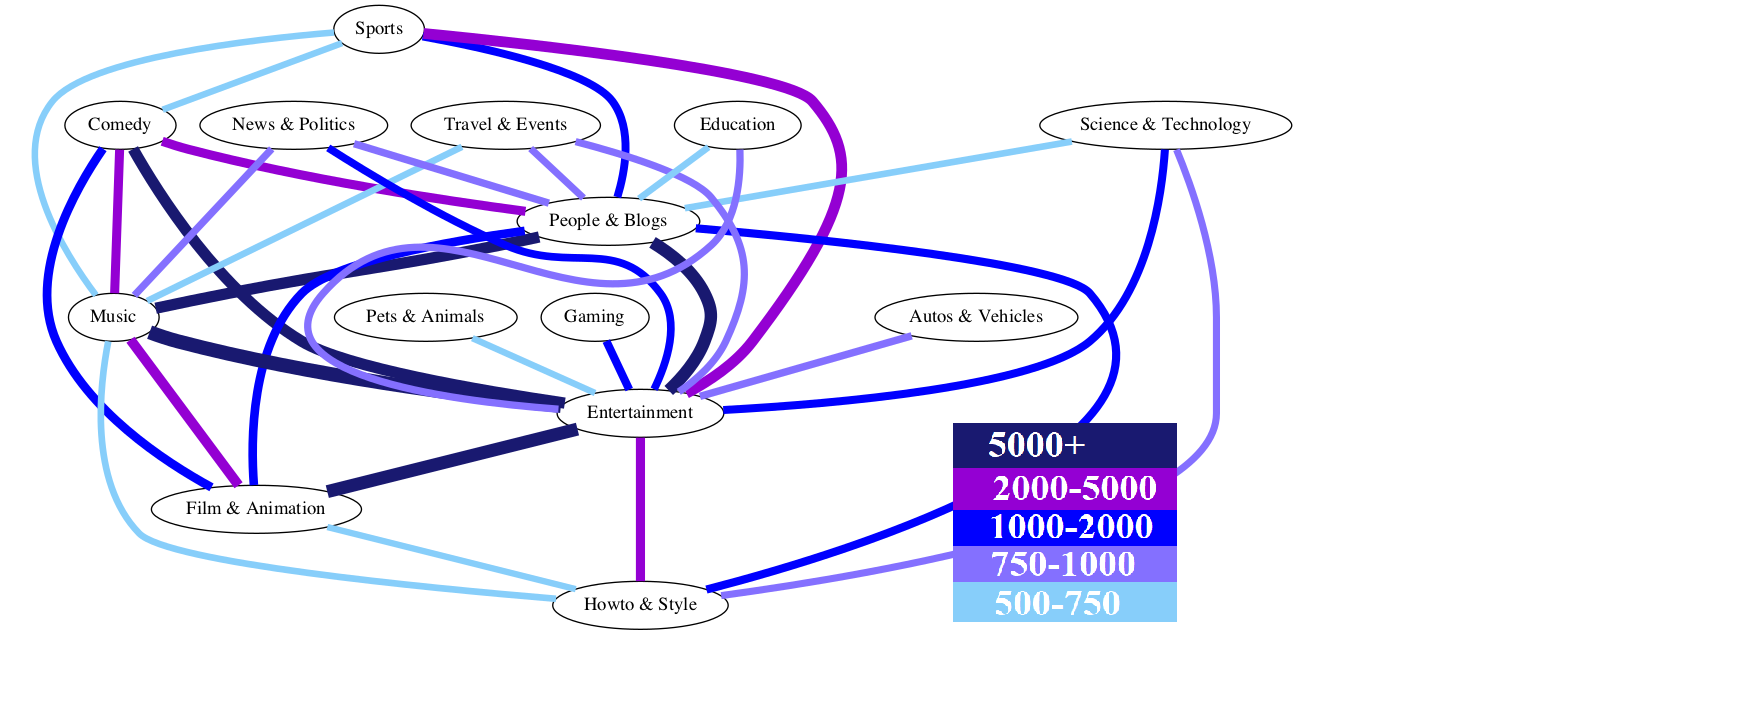 Sports
Comedy
News & Politics
Travel & Events
Education
Science & Technology
People & Blogs
Music
Pets & Animals
Gaming
Autos & Vehicles
Entertainment
5000+
2000-5000
1000-2000
750-1000
500-750
Film & Animation
Howto & Style